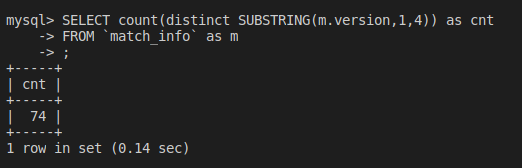 mysql> SELECT count(distinct SUBSTRING(m.version,1,4)) as cnt
    -> FROM `match_info` as m
    -> ;
+-----+
| cnt |
+-----+
|  74 |
+-----+
1 row in set (0.14 sec)